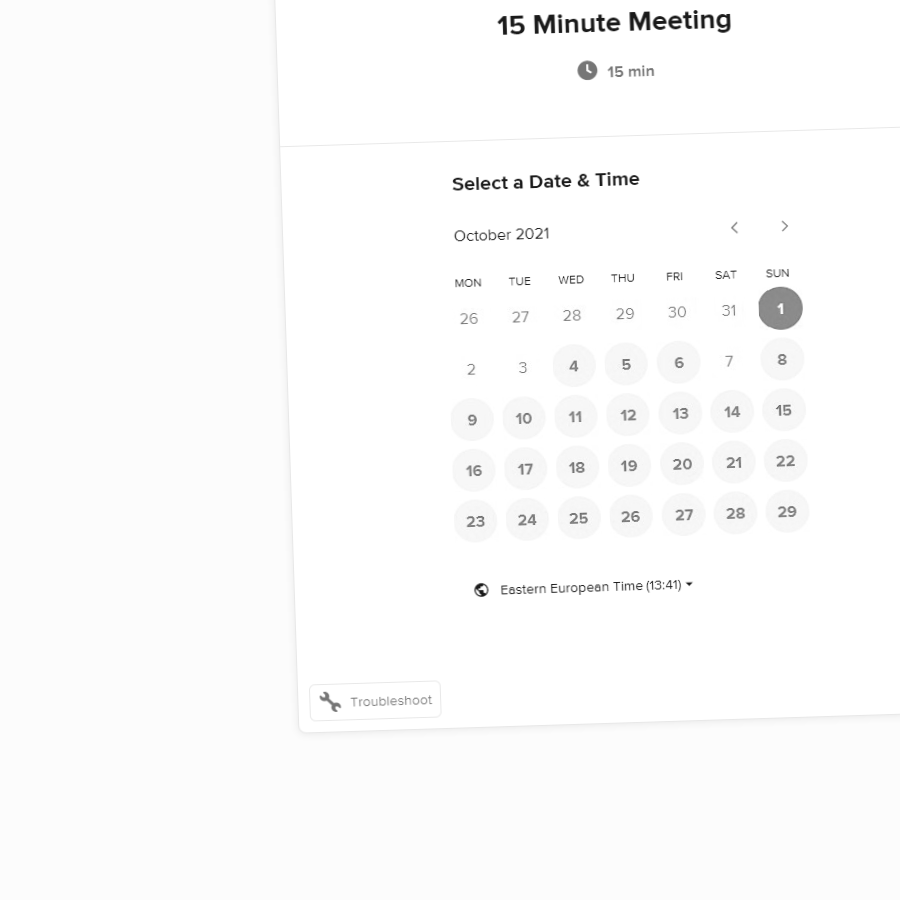 15 Minute Meeting
15 min
Select a Date & Time
October 2021
MON TUE WED THU FRI SAT SUN
26 27 28 29 30 31 1
2 3 4 5 6 7 8
9 10 11 12 13 14 15
16 17 18 19 20 21 22
23 24 25 26 27 28 29
Eastern European Time (13:41)
Troubleshoot